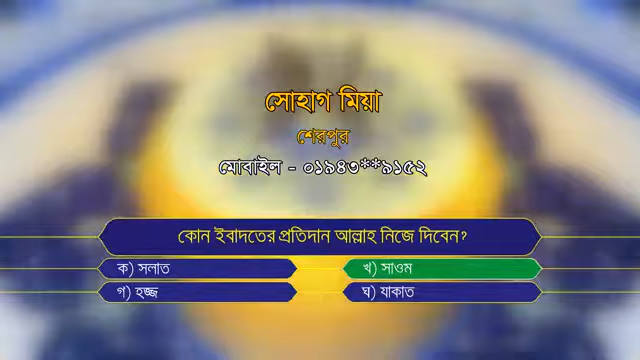 সোহাগ মিয়া
শেরপুর
মোবাইল - ০১৯৪৩**৯১৫২
কোন ইবাদতের প্রতিদান আল্লাহ নিজে দিবেন?
ক) সলাত
খ) সাওম
গ) হজ্জ
ঘ) যাকাত